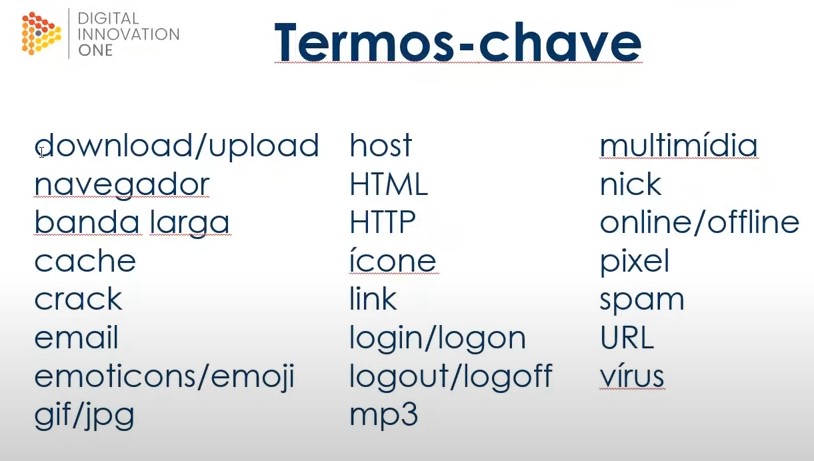 DIGITAL
INNOVATION
ONE
Termos-chave
download/upload
navegador
banda larga
cache
crack
email
emoticons/emoji
gif/jpg
host
HTML
HTTP
ícone
link
login/logon
logout/logoff
mp3
multimídia
nick
online/offline
pixel
spam
URL
vírus